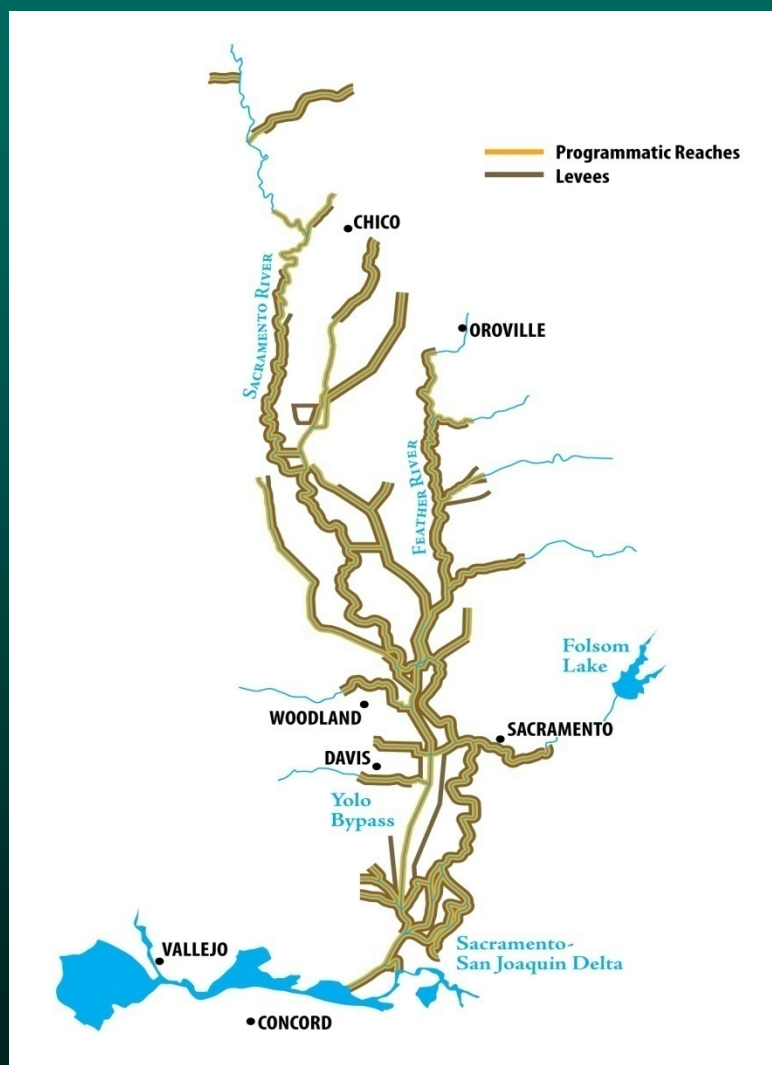 Programmatic Reaches
Levees
CHICO
SACRAMENTO RIVER
OROVILLE
FEATHER RIVER
Folsom
Lake
WOODLAND
SACRAMENTO
DAVIS
Yolo
Bypass
VALLEJO
Sacramento-
San Joaquin Delta
CONCORD